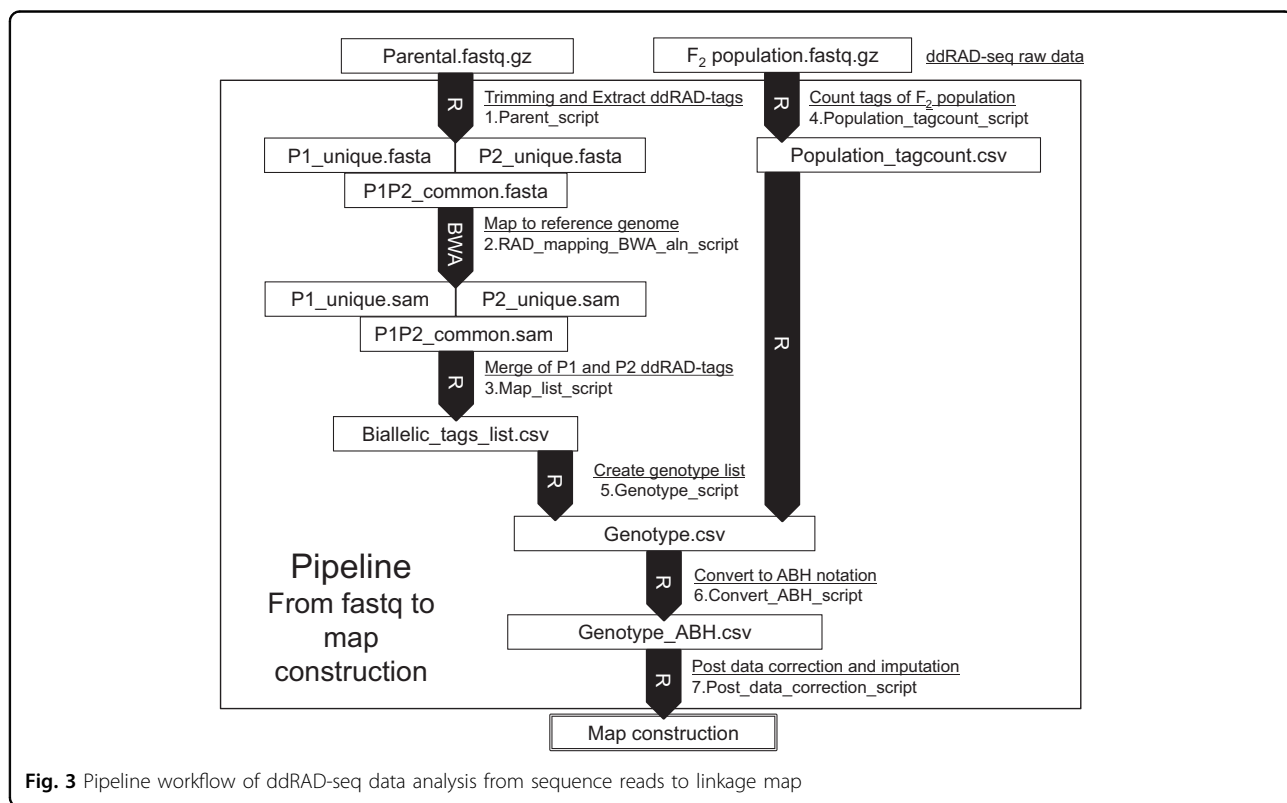 Parental.fastq.gz
F2 population.fastq.gz
ddRAD-seq raw data
R
Trimming and Extract ddRAD-tags
1.Parent_script
R
Count tags of F2 population
4.Population_tagcount_script
P1_unique.fasta
P2_unique.fasta
P1P2_common.fasta
Population_tagcount.csv
BWA
Map to reference genome
2.RAD_mapping_BWA_aln_script
P1_unique.sam
P2_unique.sam
P1P2_common.sam
R
R
Merge of P1 and P2 ddRAD-tags
3.Map_list_script
Biallelic_tags_list.csv
R
Create genotype list
5.Genotype_script
Genotype.csv
R
Convert to ABH notation
6.Convert_ABH_script
Genotype_ABH.csv
R
Post data correction and imputation
7.Post_data_correction_script
Map construction
Pipeline
From fastq to
map
construction
Fig. 3 Pipeline workflow of ddRAD-seq data analysis from sequence reads to linkage map